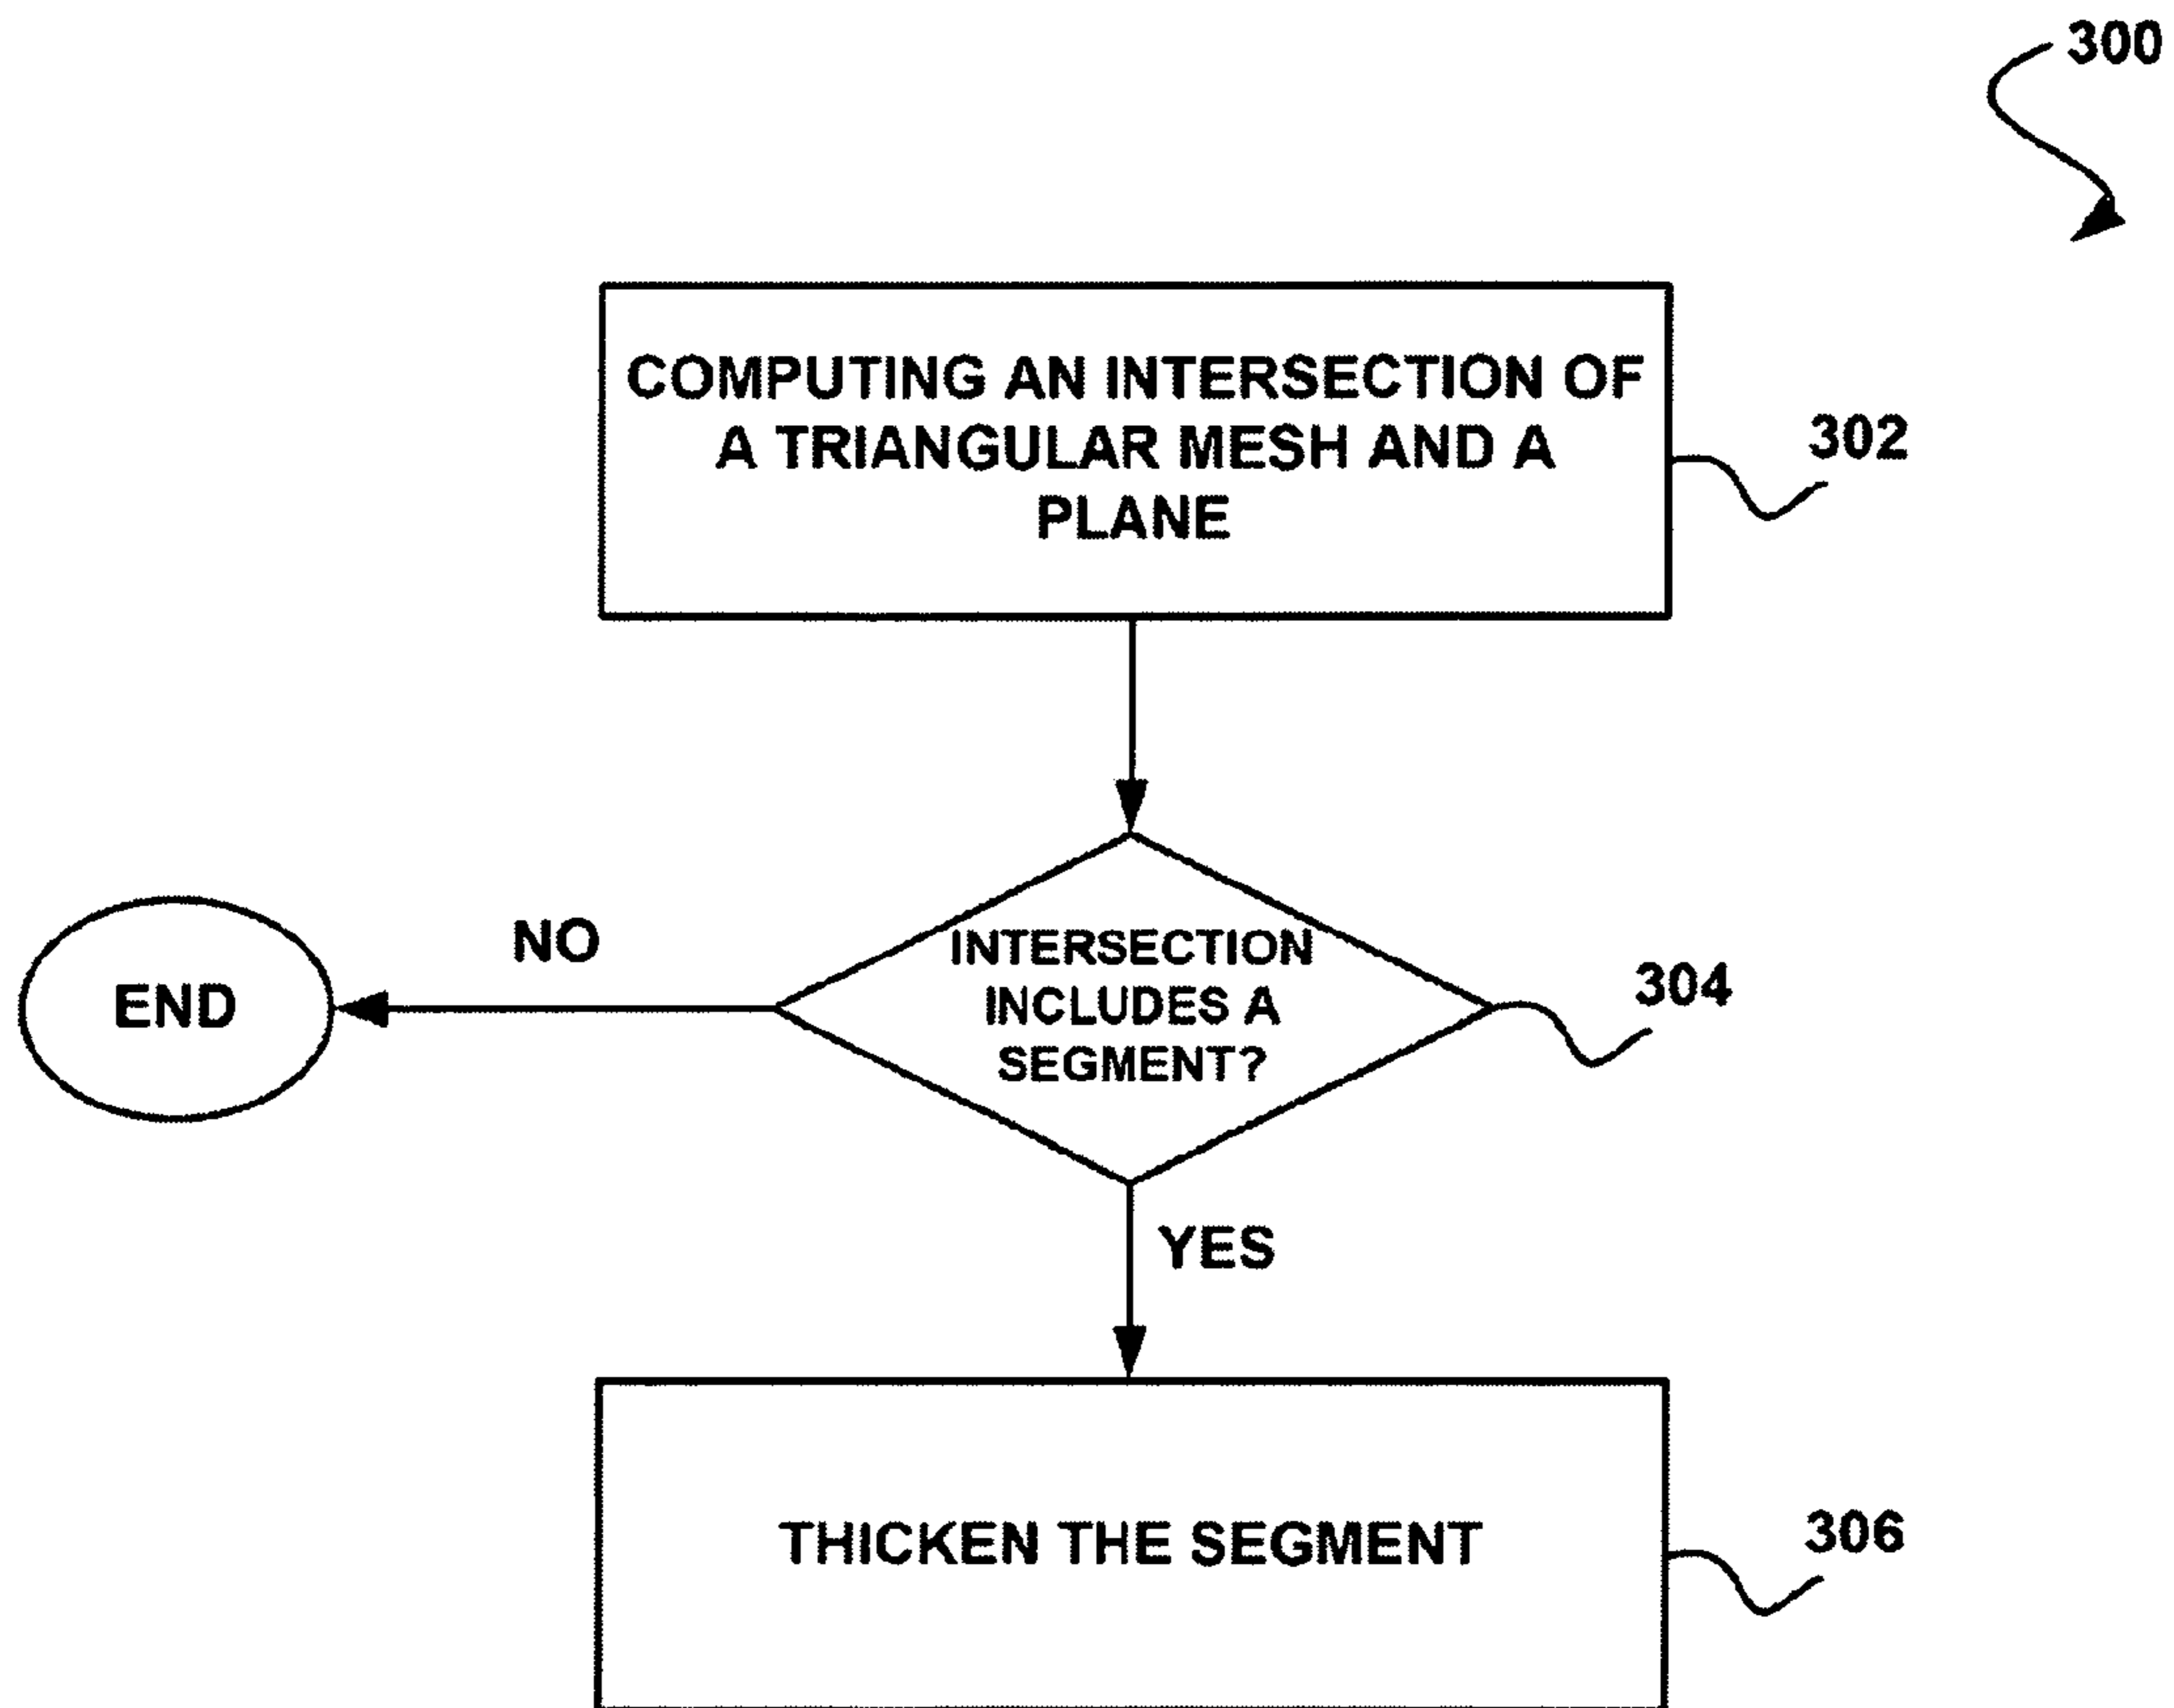 300
COMPUTING AN INTERSECTION OF
A TRIANGULAR MESH AND A
PLANE
302
NO
END
INTERSECTION
INCLUDES A
SEGMENT?
304
YES
THICKEN THE SEGMENT
306